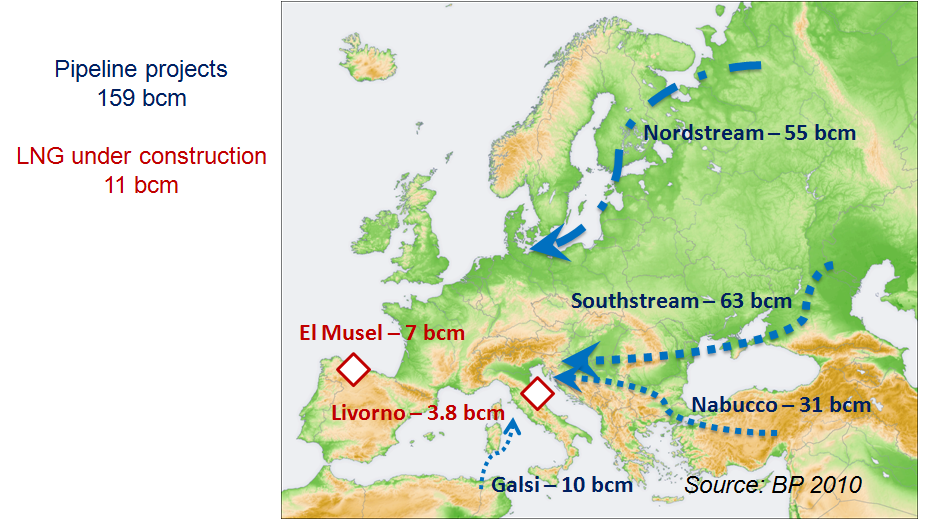 Pipeline projects
159 bcm
LNG under construction
11 bcm
Nordstream – 55 bcm
Southstream – 63 bcm
El Musel – 7 bcm
Nabucco – 31 bcm
Livorno – 3.8 bcm
Galsi – 10 bcm
Source: BP 2010